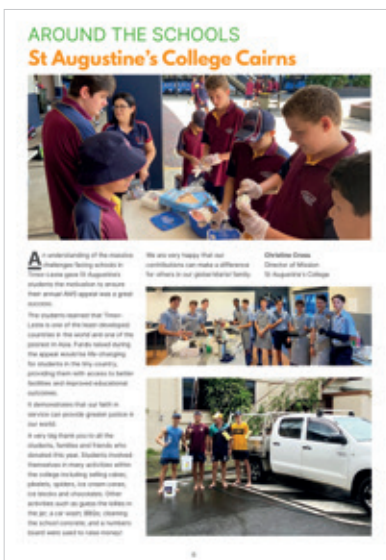 AROUND THE SCHOOLS
St Augustine's College Cairns
An understanding of the massive
challenges facing schools in
Timor-Leste gave St Augustine's
students the motivation to ensure
their annual AMS appeal was a great
success.
The students learned that Timor-
Leste is one of the least developed
countries in the world and one of the
poorest in Asia. Funds raised during
the appeal would be life-changing
for students in the tiny country,
providing them with access to better
facilities and improved educational
outcomes.
It demonstrates that our faith in
service can provide greater justice in
our world.
A very big thank you to all the
students, families and friends who
donated this year. Students involved
themselves in many activities within
the college including selling cakes,
plaelets, spiders, ice cream cones,
ice blocks and chocolates. Other
activities such as guess the lollies in
the jar, a car wash, BBQs, cleaning
the school concrete, and a numbers
board were used to raise money!
We are very happy that our
contributions can make a difference
for others in our global Marist family.
Christine Cross
Director of Mission
St Augustine's College